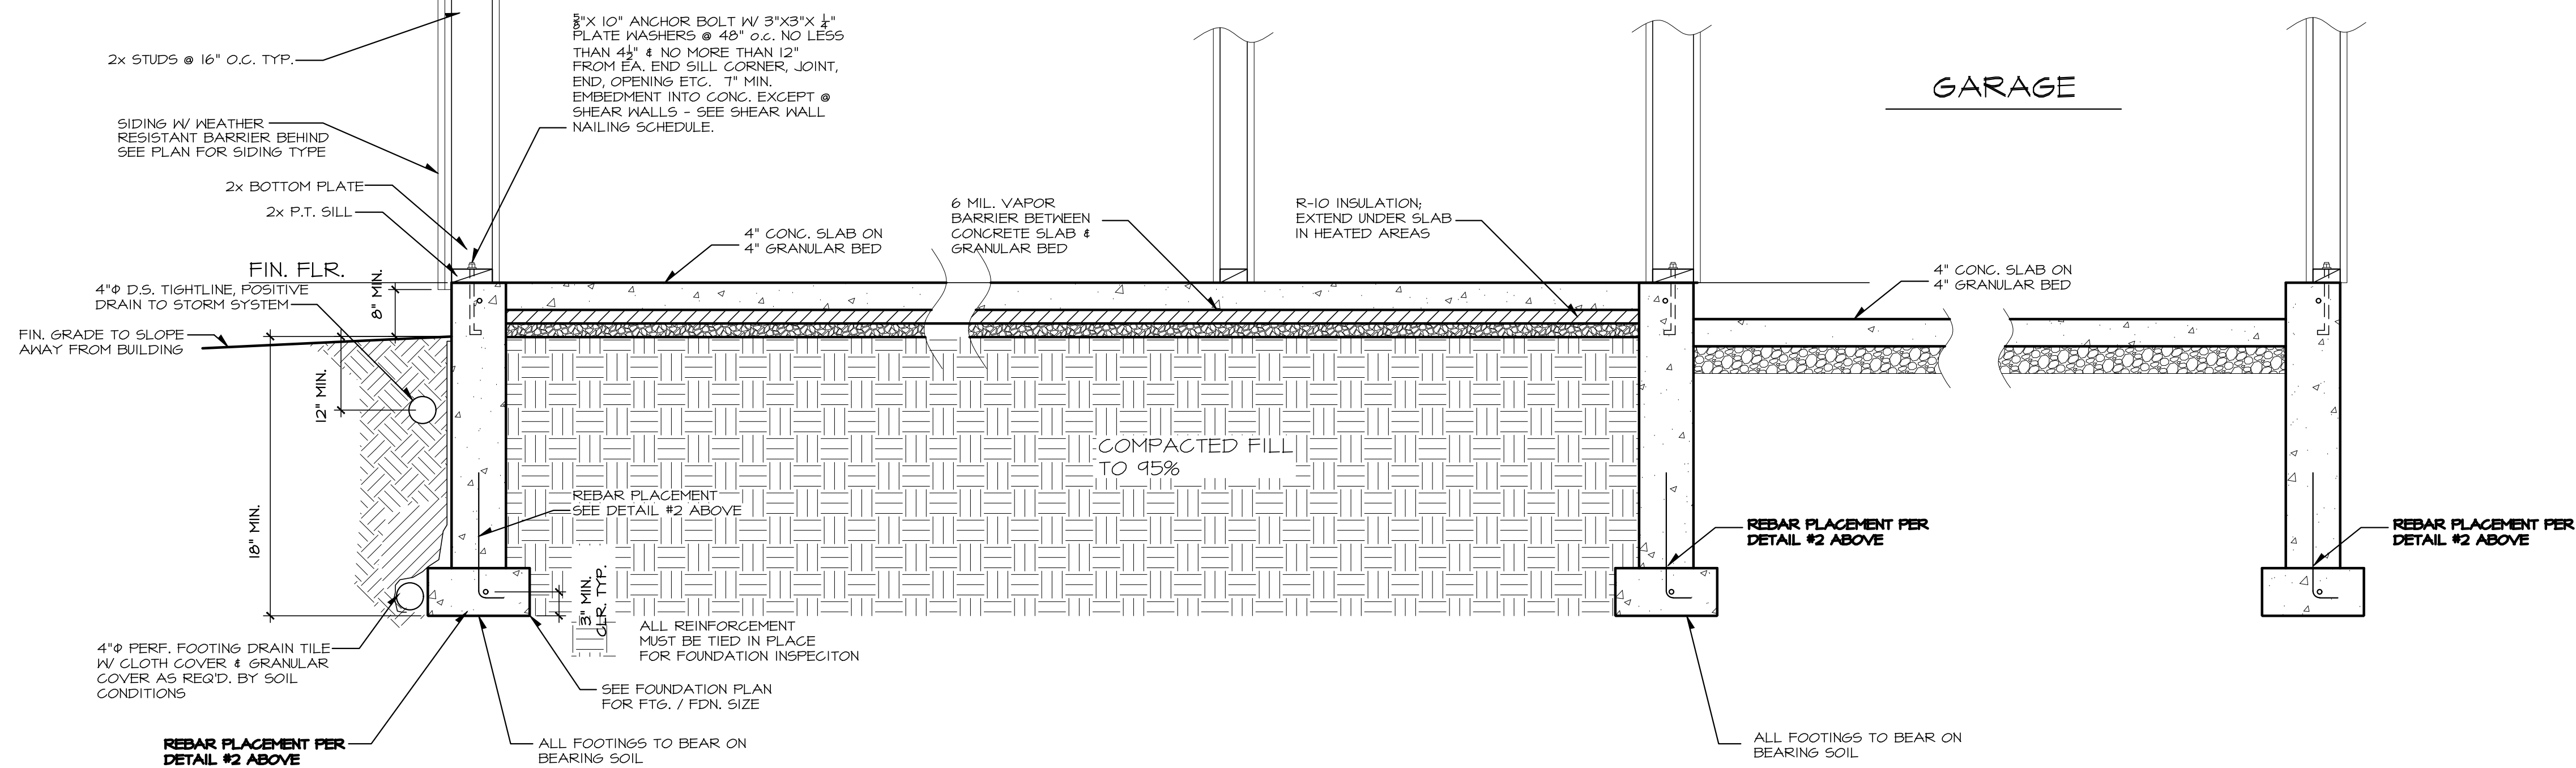 ⅝"X 10" ANCHOR BOLT W/ 3"X3"X ¼"
PLATE WASHERS @ 48" o.c. NO LESS
THAN 4½" & NO MORE THAN 12"
FROM EA. END SILL CORNER, JOINT,
END, OPENING ETC. 7" MIN.
EMBEDMENT INTO CONC. EXCEPT @
SHEAR WALLS - SEE SHEAR WALL
NAILING SCHEDULE.
2x STUDS @ 16" O.C. TYP.
SIDING W/ WEATHER
RESISTANT BARRIER BEHIND
SEE PLAN FOR SIDING TYPE
2x BOTTOM PLATE
2x P.T. SILL
GARAGE
6 MIL. VAPOR
BARRIER BETWEEN
CONCRETE SLAB &
GRANULAR BED
R-10 INSULATION;
EXTEND UNDER SLAB
IN HEATED AREAS
4" CONC. SLAB ON
4" GRANULAR BED
FIN. FLR.
4" CONC. SLAB ON
4" GRANULAR BED
4"Φ D.S. TIGHTLINE, POSITIVE
DRAIN TO STORM SYSTEM
8" MIN.
FIN. GRADE TO SLOPE
AWAY FROM BUILDING
12" MIN.
18" MIN.
COMPACTED FILL
TO 95%
REBAR PLACEMENT
SEE DETAIL #2 ABOVE
REBAR PLACEMENT PER
DETAIL #2 ABOVE
REBAR PLACEMENT PER
DETAIL #2 ABOVE
3" MIN.
CLR. TYP.
ALL REINFORCEMENT
MUST BE TIED IN PLACE
FOR FOUNDATION INSPECITON
4"Φ PERF. FOOTING DRAIN TILE
W/ CLOTH COVER & GRANULAR
COVER AS REQ'D. BY SOIL
CONDITIONS
SEE FOUNDATION PLAN
FOR FTG. / FDN. SIZE
REBAR PLACEMENT PER
DETAIL #2 ABOVE
ALL FOOTINGS TO BEAR ON
BEARING SOIL
ALL FOOTINGS TO BEAR ON
BEARING SOIL